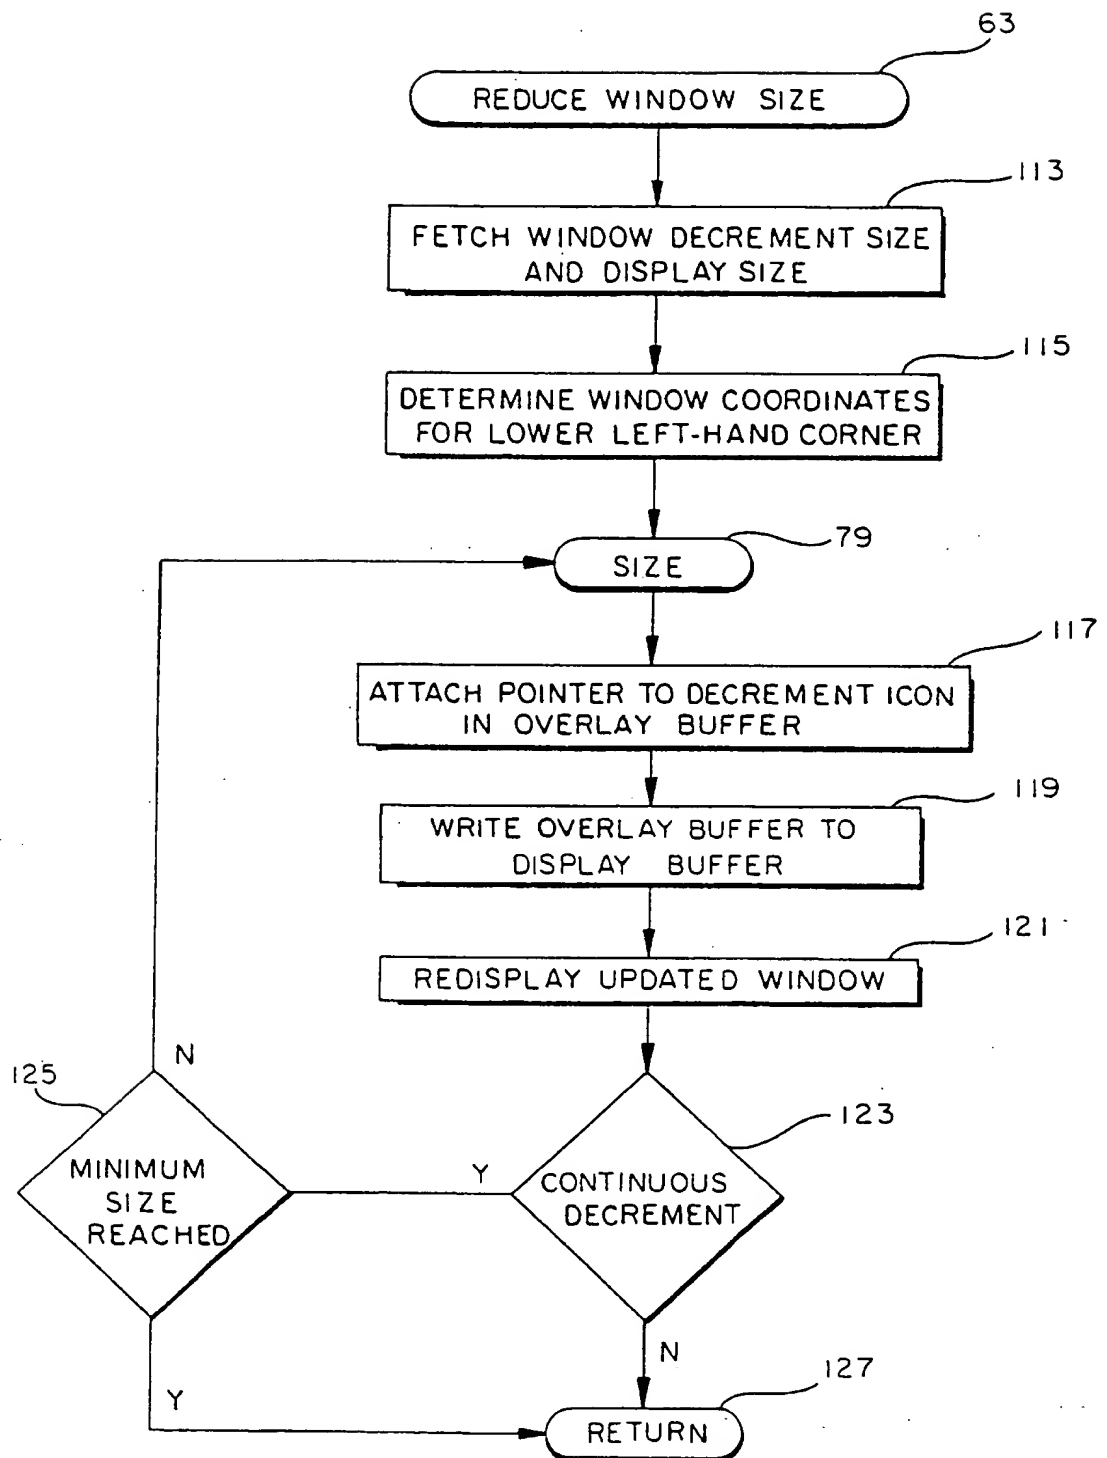 63
REDUCE WINDOW SIZE
113
FETCH WINDOW DECREMENT SIZE
AND DISPLAY SIZE
115
DETERMINE WINDOW COORDINATES
FOR LOWER LEFT-HAND CORNER
79
SIZE
117
ATTACH POINTER TO DECREMENT ICON
IN OVERLAY BUFFER
119
WRITE OVERLAY BUFFER TO
DISPLAY BUFFER
121
REDISPLAY UPDATED WINDOW
N
125
123
MINIMUM
SIZE
REACHED
Y
CONTINUOUS
DECREMENT
N
Y
127
RETURN